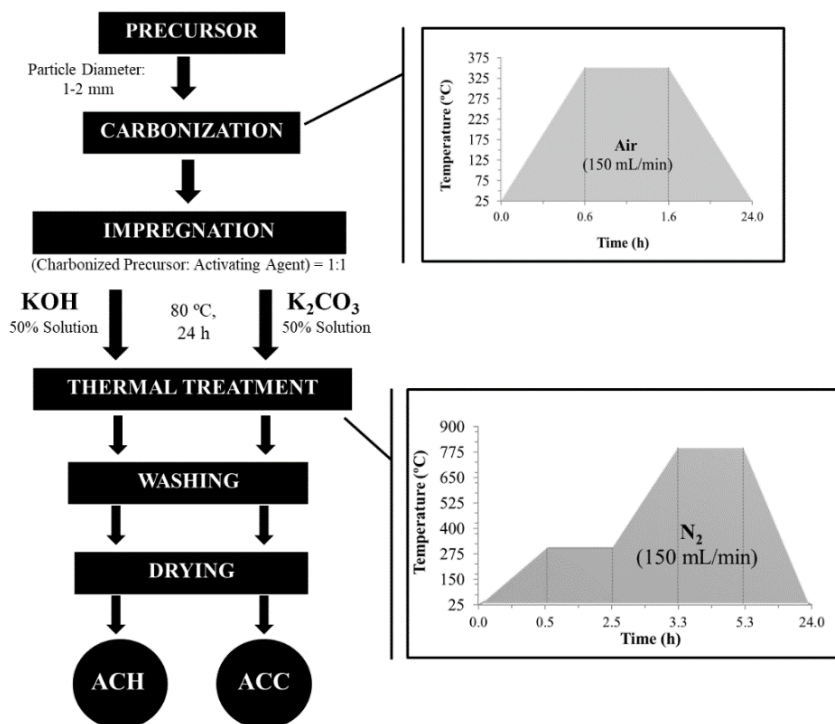 PRECURSOR
Particle Diameter:
1-2 mm
CARBONIZATION
IMPREGNATION
(Charbonized Precursor: Activating Agent) = 1:1
KOH
50% Solution
80 ºC,
24 h
K₂CO₃
50% Solution
THERMAL TREATMENT
WASHING
DRYING
ACH
ACC
Temperature (ºC)
375
325
275
225
175
125
75
25
Air
(150 mL/min)
0.0
0.6
1.6
24.0
Time (h)
Temperature (ºC)
900
775
650
525
400
275
150
25
N₂
(150 mL/min)
0.0
0.5
2.5
3.3
5.3
24.0
Time (h)